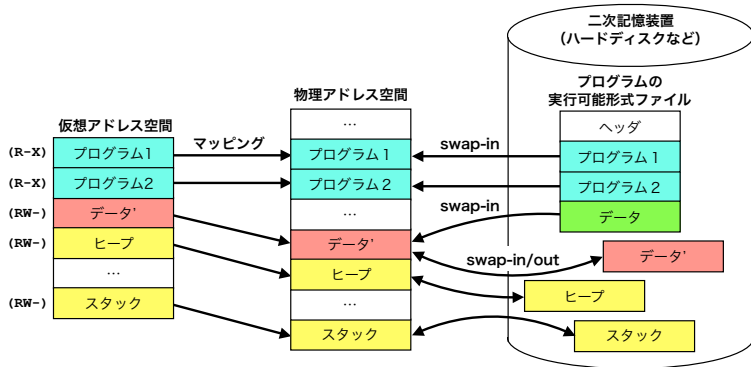 二次記憶装置
(ハードディスクなど)
プログラムの
実行可能形式ファイル
ヘッダ
プログラム1
プログラム2
データ
データ’
ヒープ
スタック
物理アドレス空間
…
プログラム1
プログラム2
…
データ’
ヒープ
…
スタック
仮想アドレス空間
(R-X) プログラム1
(R-X) プログラム2
(RW-) データ’
(RW-) ヒープ
…
(RW-) スタック
マッピング
swap-in
swap-in
swap-in/out